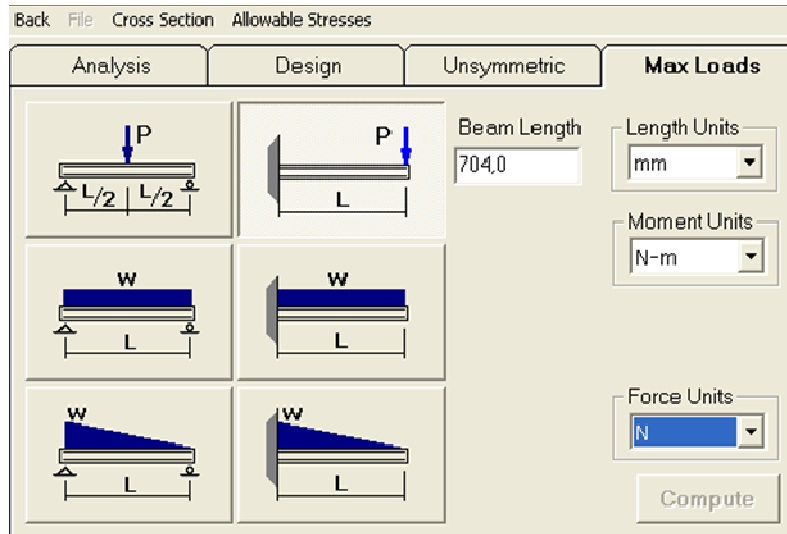 Back File Cross Section Allowable Stresses
Analysis Design Unsymmetric Max Loads
P
L/2 L/2
P
L
Beam Length
704,0
Length Units
mm
Moment Units
N-m
w
L
w
L
w
L
w
L
Force Units
N
Compute